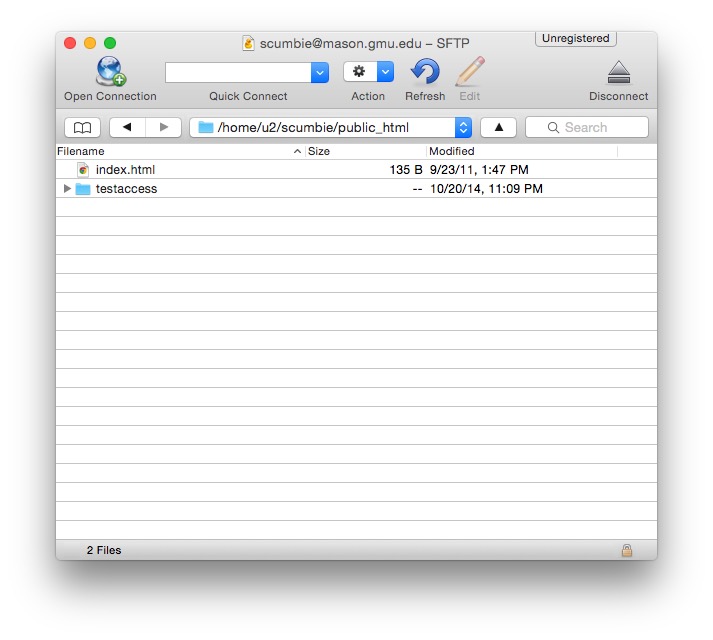 scumbie@mason.gmu.edu – SFTP
Unregistered
Open Connection
Quick Connect
Action
Refresh
Edit
Disconnect
/home/u2/scumbie/public_html
Search
Filename Size Modified
index.html 135 B 9/23/11, 1:47 PM
testaccess -- 10/20/14, 11:09 PM
2 Files